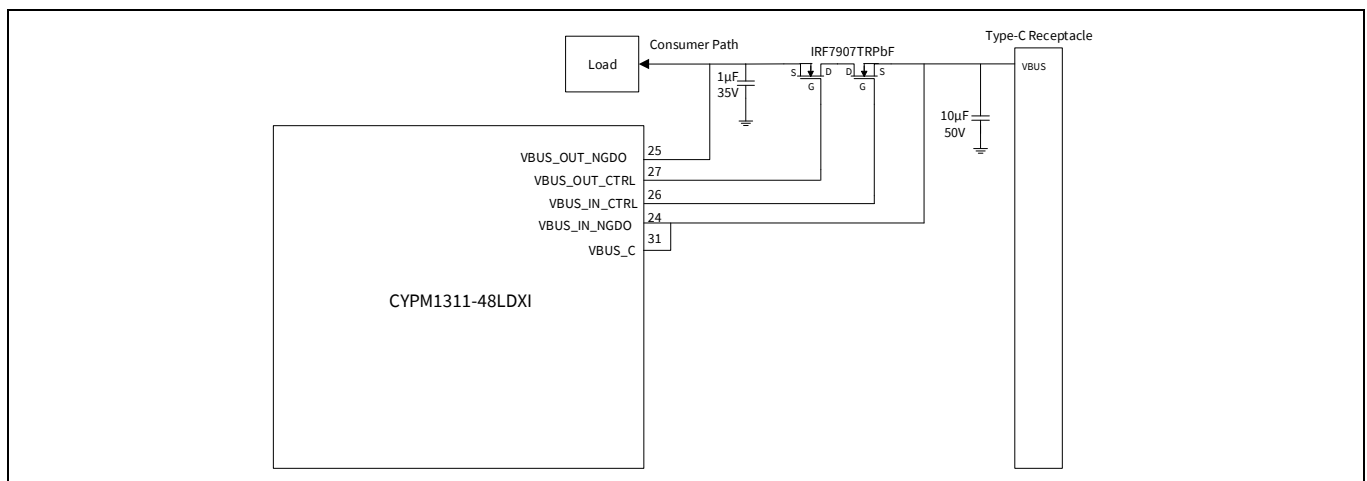 Type-C Receptacle
Consumer Path
IRF7907TRPbF
Load
VBUS
S D D S
G G
1µF
35V
10µF
50V
VBUS_OUT_NGDO 25
VBUS_OUT_CTRL 27
VBUS_IN_CTRL 26
VBUS_IN_NGDO 24
VBUS_C 31
CYPM1311-48LDXI